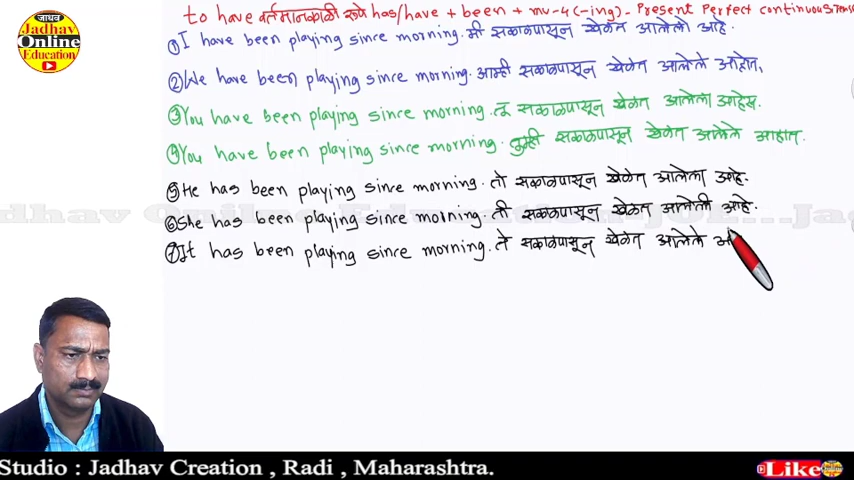 to have वर्तमानकाळी रूपे has/have + been + mv-4 (-ing) - Present Perfect continuous Tense
① I have been playing since morning. मी सकाळपासून खेळत आलेलो आहे.
② We have been playing since morning. आम्ही सकाळपासून खेळत आलेलो आहोत.
③ You have been playing since morning. तू सकाळपासून खेळत आलेला आहेस.
④ You have been playing since morning. तुम्ही सकाळपासून खेळत आलेले आहात.
⑤ He has been playing since morning. तो सकाळपासून खेळत आलेला आहे.
⑥ She has been playing since morning. ती सकाळपासून खेळत आलेली आहे.
⑦ It has been playing since morning. ते सकाळपासून खेळत आलेले
जाधव
Jadhav
Online
Education
Studio : Jadhav Creation , Radi , Maharashtra.
Like